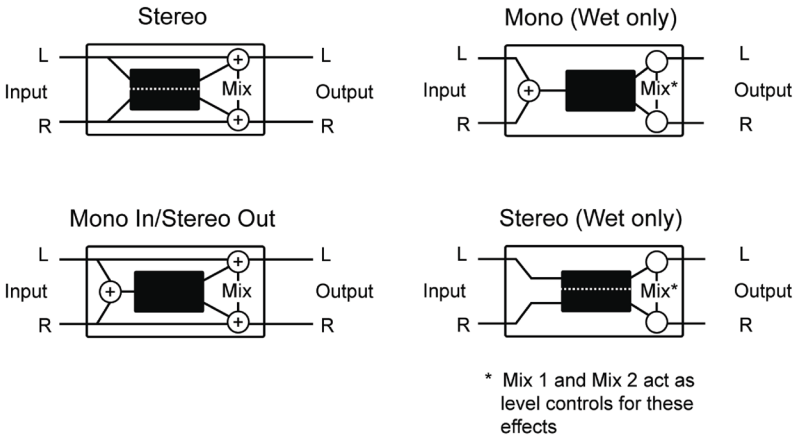 Stereo
L
L
Input
Mix
Output
R
R
Mono (Wet only)
L
L
Input
Mix*
Output
R
R
Mono In/Stereo Out
L
L
Input
Mix
Output
R
R
Stereo (Wet only)
L
L
Input
Mix*
Output
R
R
* Mix 1 and Mix 2 act as
level controls for these
effects